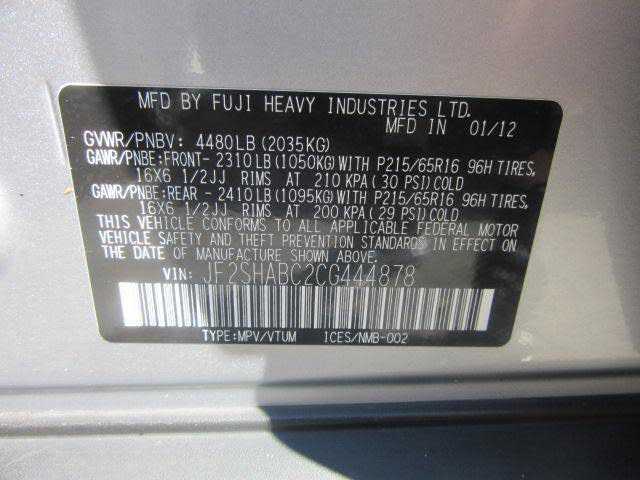 MFD BY FUJI HEAVY INDUSTRIES LTD.
MFD IN 01/12
GVWR/PNBV: 4480LB (2035KG)
GAWR/PNBE:FRONT- 2310LB (1050KG) WITH P215/65R16 96H TIRES,
16X6 1/2JJ RIMS AT 210 KPA (30 PSI) COLD
GAWR/PNBE:REAR - 2410LB (1095KG) WITH P215/65R16 96H TIRES,
16X6 1/2JJ RIMS AT 200 KPA (29 PSI) COLD
THIS VEHICLE CONFORMS TO ALL APPLICABLE FEDERAL MOTOR
VEHICLE SAFETY AND THEFT PREVENTION STANDARDS IN EFFECT ON
THE DATE OF MANUFACTURE SHOWN ABOVE.
VIN: JF2SHABC2CG444878
TYPE:MPV/VTUM ICES/NMB-002